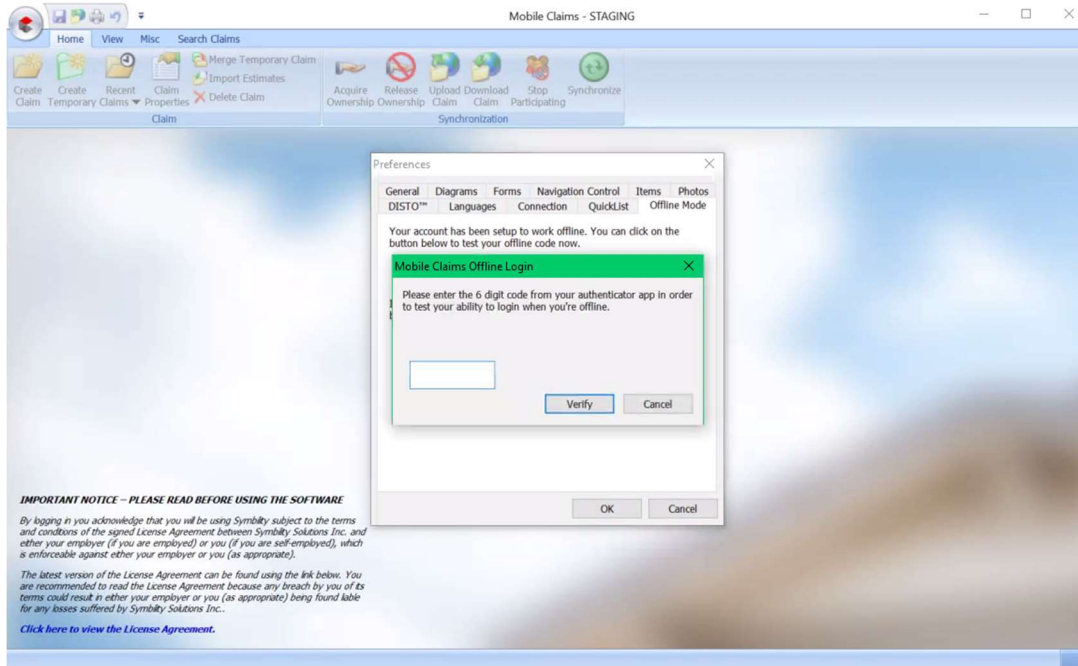 Mobile Claims - STAGING
Home View Misc Search Claims
Create Claim
Create Temporary
Recent Claims
Claim Properties
Merge Temporary Claim
Import Estimates
Delete Claim
Acquire Ownership
Release Ownership
Upload Claim
Download Claim
Stop Participating
Synchronize
Claim
Synchronization
Preferences
General Diagrams Forms Navigation Control Items Photos
DISTO™ Languages Connection QuickList Offline Mode
Your account has been setup to work offline. You can click on the
button below to test your offline code now.
Mobile Claims Offline Login
Please enter the 6 digit code from your authenticator app in order
to test your ability to login when you're offline.
Verify Cancel
OK Cancel
IMPORTANT NOTICE – PLEASE READ BEFORE USING THE SOFTWARE
By logging in you acknowledge that you will be using Symbility subject to the terms
and conditions of the signed License Agreement between Symbility Solutions Inc. and
either your employer (if you are employed) or you (if you are self-employed), which
is enforceable against either your employer or you (as appropriate).
The latest version of the License Agreement can be found using the link below. You
are recommended to read the License Agreement because any breach by you of its
terms could result in either your employer or you (as appropriate) being found liable
for any losses suffered by Symbility Solutions Inc..
Click here to view the License Agreement.